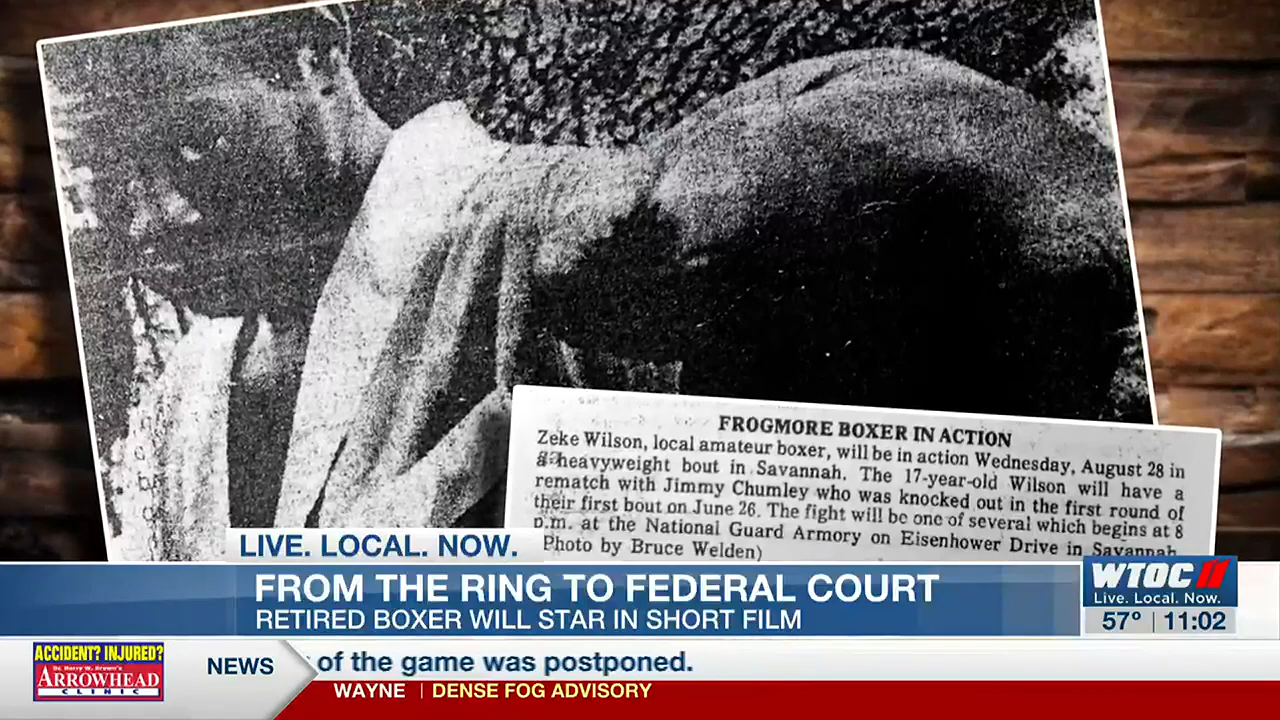 FROGMORE BOXER IN ACTION
Zeke Wilson, local amateur boxer, will be in action Wednesday, August 28 in
a heavyweight bout in Savannah. The 17-year-old Wilson will have a
rematch with Jimmy Chumley who was knocked out in the first round of
their first bout on June 26. The fight will be one of several which begins at 8
p.m. at the National Guard Armory on Eisenhower Drive in Savannah
Photo by Bruce Welden)
LIVE. LOCAL. NOW.
FROM THE RING TO FEDERAL COURT
RETIRED BOXER WILL STAR IN SHORT FILM
WTOC 11
Live. Local. Now.
57° | 11:02
ACCIDENT? INJURED?
Dr. Harry W. Brown's
ARROWHEAD
CLINIC
NEWS
of the game was postponed.
WAYNE | DENSE FOG ADVISORY